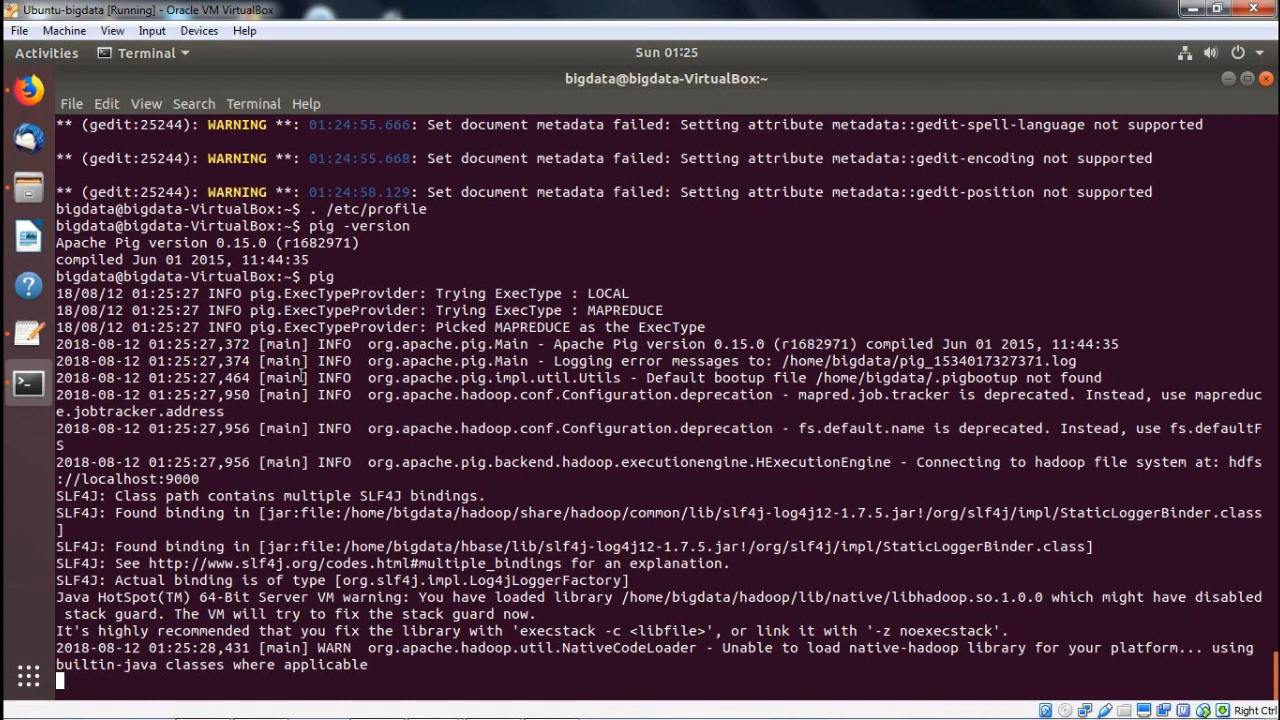 Ubuntu-bigdata [Running] - Oracle VM VirtualBox
File Machine View Input Devices Help
Activities Terminal Sun 01:25
bigdata@bigdata-VirtualBox:~
File Edit View Search Terminal Help
** (gedit:25244): WARNING **: 01:24:55.666: Set document metadata failed: Setting attribute metadata::gedit-spell-language not supported
** (gedit:25244): WARNING **: 01:24:55.668: Set document metadata failed: Setting attribute metadata::gedit-encoding not supported
** (gedit:25244): WARNING **: 01:24:58.129: Set document metadata failed: Setting attribute metadata::gedit-position not supported
bigdata@bigdata-VirtualBox:~$ . /etc/profile
bigdata@bigdata-VirtualBox:~$ pig -version
Apache Pig version 0.15.0 (r1682971)
compiled Jun 01 2015, 11:44:35
bigdata@bigdata-VirtualBox:~$ pig
18/08/12 01:25:27 INFO pig.ExecTypeProvider: Trying ExecType : LOCAL
18/08/12 01:25:27 INFO pig.ExecTypeProvider: Trying ExecType : MAPREDUCE
18/08/12 01:25:27 INFO pig.ExecTypeProvider: Picked MAPREDUCE as the ExecType
2018-08-12 01:25:27,372 [main] INFO  org.apache.pig.Main - Apache Pig version 0.15.0 (r1682971) compiled Jun 01 2015, 11:44:35
2018-08-12 01:25:27,374 [main] INFO  org.apache.pig.Main - Logging error messages to: /home/bigdata/pig_1534017327371.log
2018-08-12 01:25:27,464 [main] INFO  org.apache.pig.impl.util.Utils - Default bootup file /home/bigdata/.pigbootup not found
2018-08-12 01:25:27,950 [main] INFO  org.apache.hadoop.conf.Configuration.deprecation - mapred.job.tracker is deprecated. Instead, use mapreduc
e.jobtracker.address
2018-08-12 01:25:27,956 [main] INFO  org.apache.hadoop.conf.Configuration.deprecation - fs.default.name is deprecated. Instead, use fs.defaultF
S
2018-08-12 01:25:27,956 [main] INFO  org.apache.pig.backend.hadoop.executionengine.HExecutionEngine - Connecting to hadoop file system at: hdfs
://localhost:9000
SLF4J: Class path contains multiple SLF4J bindings.
SLF4J: Found binding in [jar:file:/home/bigdata/hadoop/share/hadoop/common/lib/slf4j-log4j12-1.7.5.jar!/org/slf4j/impl/StaticLoggerBinder.class
]
SLF4J: Found binding in [jar:file:/home/bigdata/hbase/lib/slf4j-log4j12-1.7.5.jar!/org/slf4j/impl/StaticLoggerBinder.class]
SLF4J: See http://www.slf4j.org/codes.html#multiple_bindings for an explanation.
SLF4J: Actual binding is of type [org.slf4j.impl.Log4jLoggerFactory]
Java HotSpot(TM) 64-Bit Server VM warning: You have loaded library /home/bigdata/hadoop/lib/native/libhadoop.so.1.0.0 which might have disabled
 stack guard. The VM will try to fix the stack guard now.
It's highly recommended that you fix the library with 'execstack -c <libfile>', or link it with '-z noexecstack'.
2018-08-12 01:25:28,431 [main] WARN  org.apache.hadoop.util.NativeCodeLoader - Unable to load native-hadoop library for your platform... using
builtin-java classes where applicable
Right Ctrl